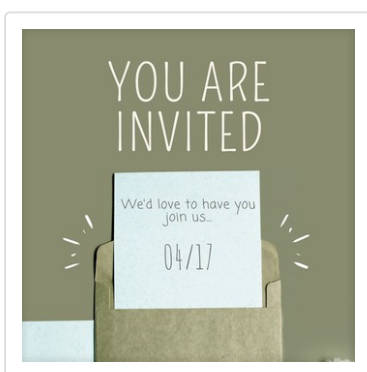 YOU ARE
INVITED
We'd love to have you
join us...
04/17